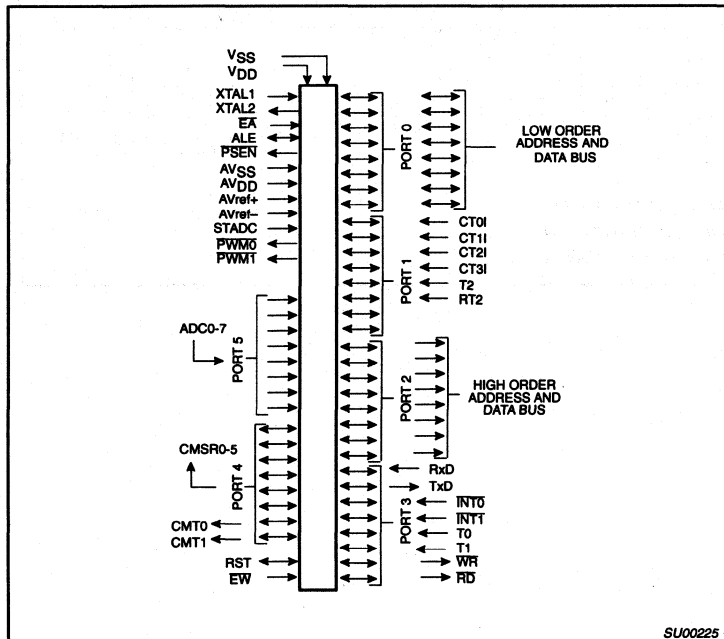 VSS
VDD
XTAL1
XTAL2
EA
ALE
PSEN
AVSS
AVDD
AVref+
AVref–
STADC
PWM0
PWM1
ADC0-7
PORT 5
CMSR0-5
PORT 4
CMT0
CMT1
RST
EW
PORT 0
LOW ORDER
ADDRESS AND
DATA BUS
PORT 1
CT0I
CT1I
CT2I
CT3I
T2
RT2
PORT 2
HIGH ORDER
ADDRESS AND
DATA BUS
PORT 3
RxD
TxD
INT0
INT1
T0
T1
WR
RD
SU00225